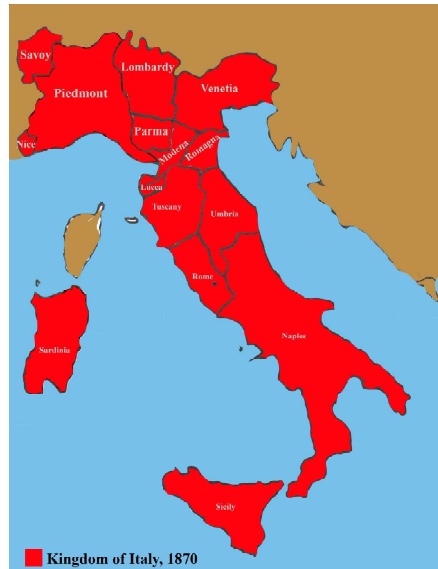 Savoy
Lombardy
Piedmont
Venetia
Parma
Nice
Modena
Romagna
Lucca
Tuscany
Umbria
Rome
Naples
Sardinia
Sicily
Kingdom of Italy, 1870